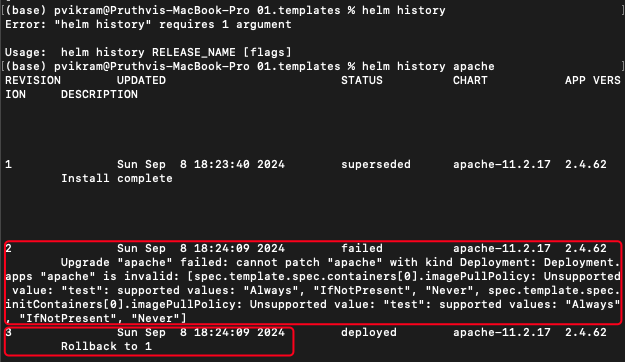 (base) pvikram@Pruthvis-MacBook-Pro 01.templates % helm history
Error: "helm history" requires 1 argument
Usage:  helm history RELEASE_NAME [flags]
(base) pvikram@Pruthvis-MacBook-Pro 01.templates % helm history apache
REVISION        UPDATED                         STATUS          CHART           APP VERS
ION     DESCRIPTION
1               Sun Sep  8 18:23:40 2024        superseded      apache-11.2.17  2.4.62
        Install complete
2               Sun Sep  8 18:24:09 2024        failed          apache-11.2.17  2.4.62
        Upgrade "apache" failed: cannot patch "apache" with kind Deployment: Deployment.
apps "apache" is invalid: [spec.template.spec.containers[0].imagePullPolicy: Unsupported
 value: "test": supported values: "Always", "IfNotPresent", "Never", spec.template.spec.
initContainers[0].imagePullPolicy: Unsupported value: "test": supported values: "Always"
, "IfNotPresent", "Never"]
3               Sun Sep  8 18:24:09 2024        deployed        apache-11.2.17  2.4.62
        Rollback to 1